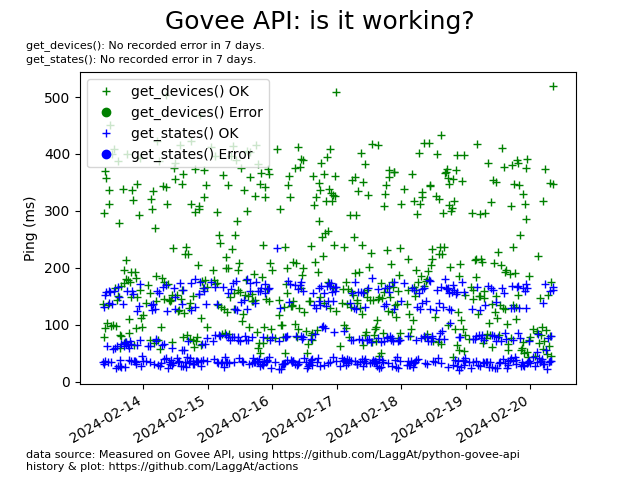 Govee API: is it working?
get_devices(): No recorded error in 7 days.
get_states(): No recorded error in 7 days.
get_devices() OK
get_devices() Error
get_states() OK
get_states() Error
Ping (ms)
500
400
300
200
100
0
2024-02-14
2024-02-15
2024-02-16
2024-02-17
2024-02-18
2024-02-19
2024-02-20
data source: Measured on Govee API, using https://github.com/LaggAt/python-govee-api
history & plot: https://github.com/LaggAt/actions